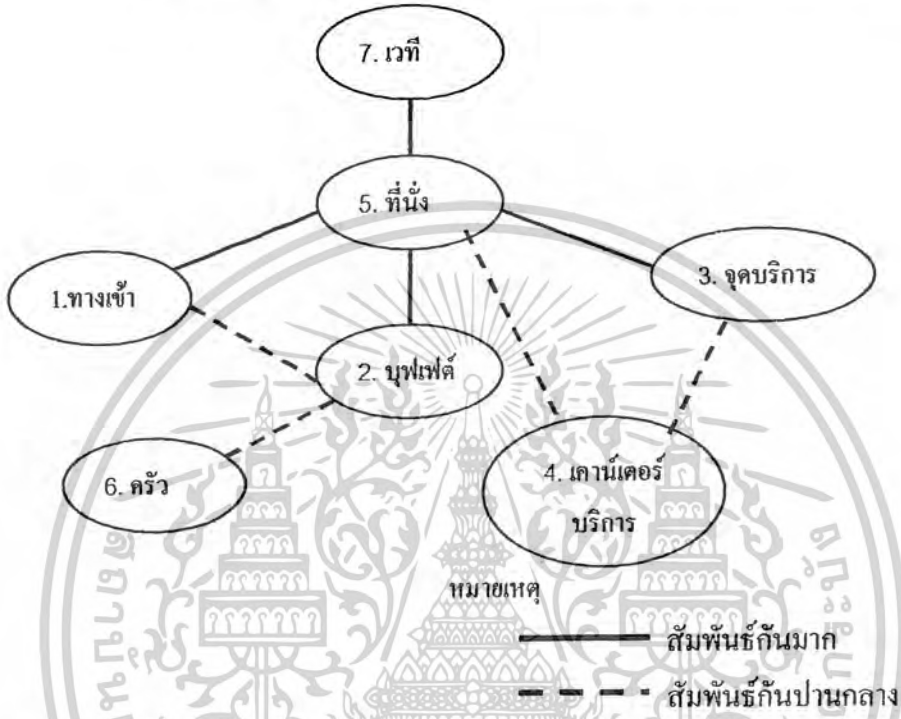 7. เวที
5. ที่นั่ง
1.ทางเข้า
3. จุดบริการ
2. บุฟเฟต์
6. ครัว
4. เคาน์เตอร์
บริการ
หมายเหตุ
สัมพันธ์กันมาก
สัมพันธ์กันปานกลาง